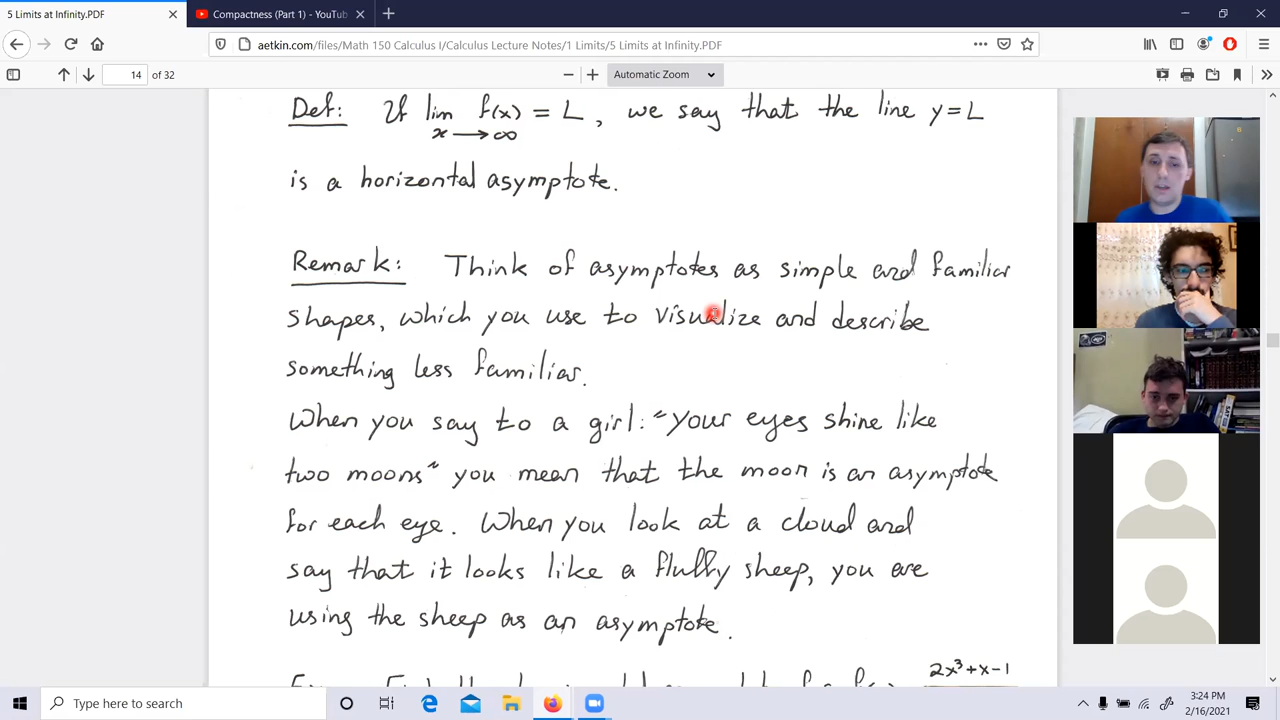 5 Limits at Infinity.PDF
Compactness (Part 1) - YouTub
aetkin.com/files/Math 150 Calculus I/Calculus Lecture Notes/1 Limits/5 Limits at Infinity.PDF
14 of 32
Automatic Zoom
Def: If lim f(x) = L, we say that the line y=L
x → ∞
is a horizontal asymptote.
Remark: Think of asymptotes as simple and familiar
shapes, which you use to visualize and describe
something less familiar.
When you say to a girl: "your eyes shine like
two moons" you mean that the moon is an asymptote
for each eye. When you look at a cloud and
say that it looks like a fluffy sheep, you are
using the sheep as an asymptote.
2x³+x-1
Type here to search
3:24 PM
2/16/2021